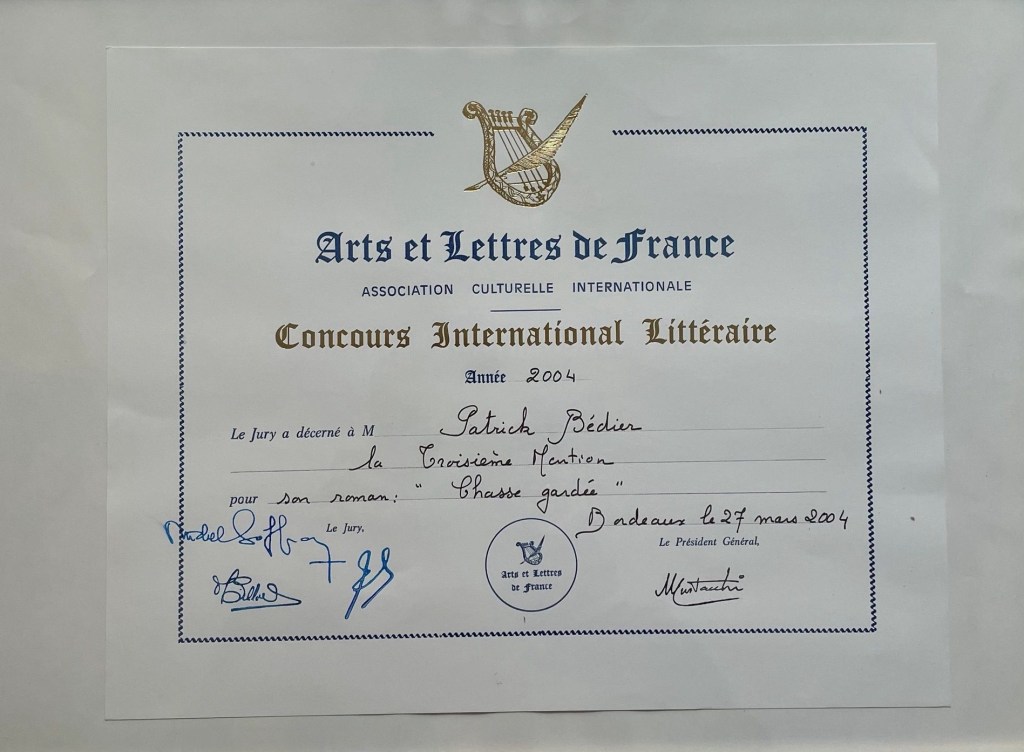 Arts et Lettres de France
ASSOCIATION CULTURELLE INTERNATIONALE
Concours International Littéraire
Année 2004
Le Jury a décerné à M Patrick Bédier
la Troisième Mention
pour son roman : " Chasse gardée "
Bordeaux le 27 mars 2004
Le Jury,
Le Président Général,
Arts et Lettres
de France